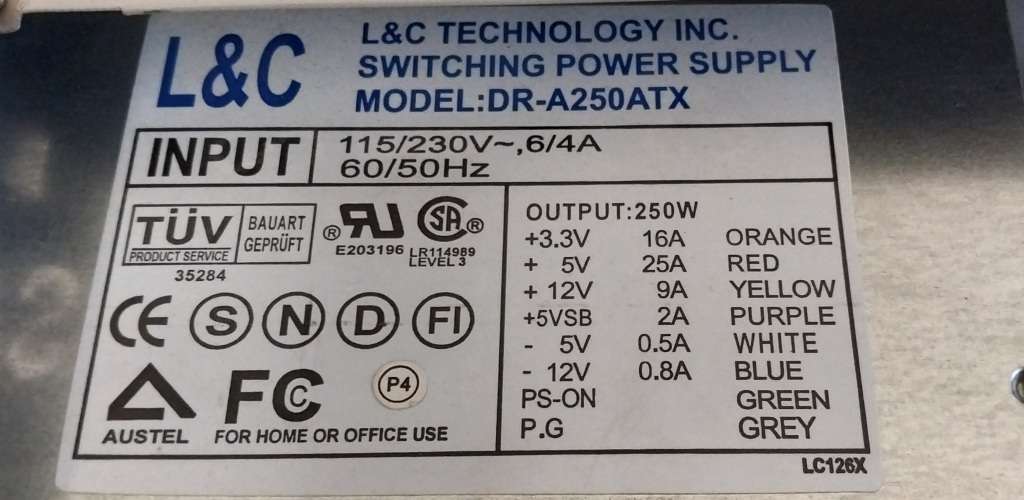 L&C
L&C TECHNOLOGY INC.
SWITCHING POWER SUPPLY
MODEL:DR-A250ATX
INPUT
115/230V~,6/4A
60/50Hz
TÜV
PRODUCT SERVICE
BAUART
GEPRÜFT
35284
® RU
E203196
SA ®
LR114989
LEVEL 3
CE S N D FI
AUSTEL
FC
FOR HOME OR OFFICE USE
P4
OUTPUT:250W
+3.3V 16A ORANGE
+ 5V 25A RED
+ 12V 9A YELLOW
+5VSB 2A PURPLE
- 5V 0.5A WHITE
- 12V 0.8A BLUE
PS-ON GREEN
P.G GREY
LC126X